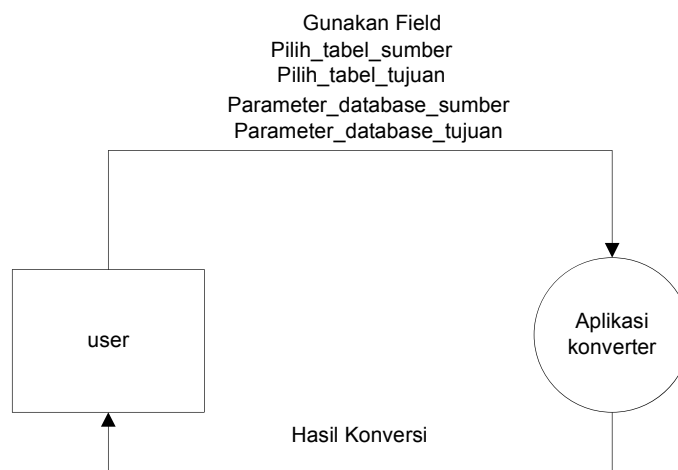 Gunakan Field
Pilih_tabel_sumber
Pilih_tabel_tujuan
Parameter_database_sumber
Parameter_database_tujuan
user
Aplikasi
konverter
Hasil Konversi